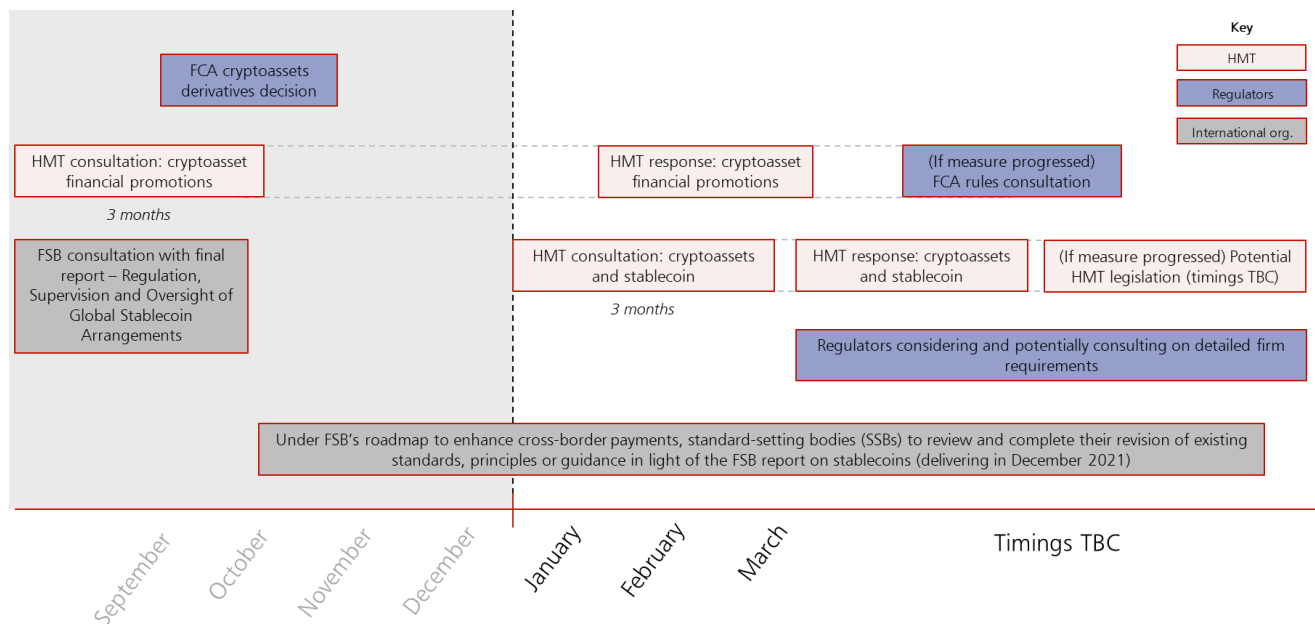 Key
HMT
Regulators
International org.
FCA cryptoassets
derivatives decision
HMT consultation: cryptoasset
financial promotions
3 months
HMT response: cryptoasset
financial promotions
(If measure progressed)
FCA rules consultation
FSB consultation with final
report – Regulation,
Supervision and Oversight of
Global Stablecoin
Arrangements
HMT consultation: cryptoassets
and stablecoin
3 months
HMT response: cryptoassets
and stablecoin
(If measure progressed) Potential
HMT legislation (timings TBC)
Regulators considering and potentially consulting on detailed firm
requirements
Under FSB’s roadmap to enhance cross-border payments, standard-setting bodies (SSBs) to review and complete their revision of existing
standards, principles or guidance in light of the FSB report on stablecoins (delivering in December 2021)
September
October
November
December
January
February
March
Timings TBC